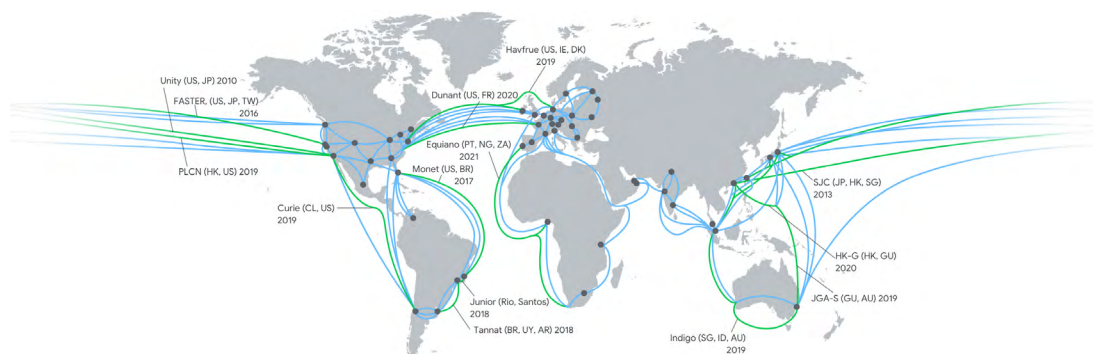 Havfrue (US, IE, DK)
2019
Unity (US, JP) 2010
FASTER, (US, JP, TW)
2016
Dunant (US, FR) 2020
Equiano (PT, NG, ZA)
2021
PLCN (HK, US) 2019
Monet (US, BR)
2017
SJC (JP, HK, SG)
2013
Curie (CL, US)
2019
HK-G (HK, GU)
2020
JGA-S (GU, AU) 2019
Junior (Rio, Santos)
2018
Tannat (BR, UY, AR) 2018
Indigo (SG, ID, AU)
2019